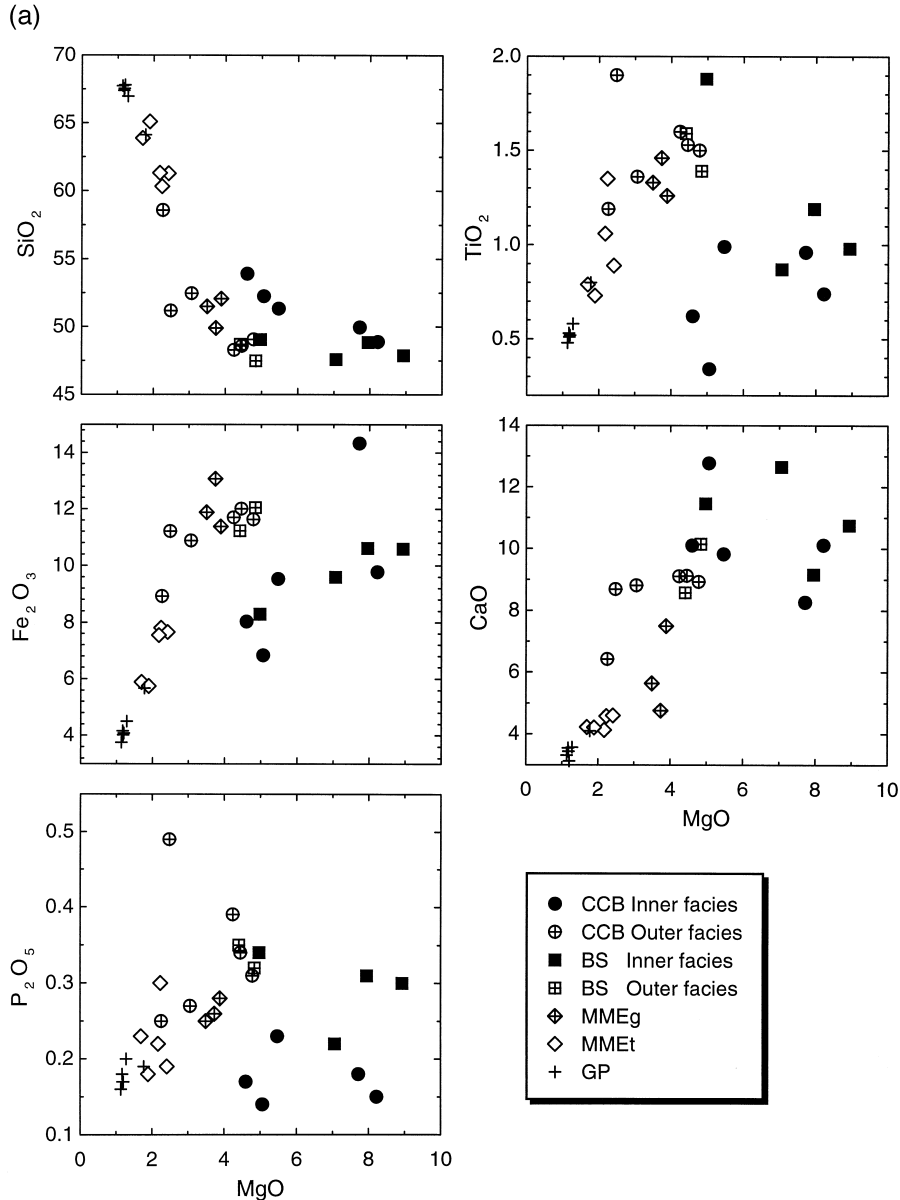 (a)
70
65
60
55
50
45
SiO2
2.0
1.5
1.0
0.5
TiO2
14
12
10
8
6
4
Fe2O3
14
12
10
8
6
4
CaO
0 2 4 6 8 10
MgO
0.5
0.4
0.3
0.2
0.1
P2O5
0 2 4 6 8 10
MgO
CCB Inner facies
CCB Outer facies
BS Inner facies
BS Outer facies
MMEg
MMEt
GP